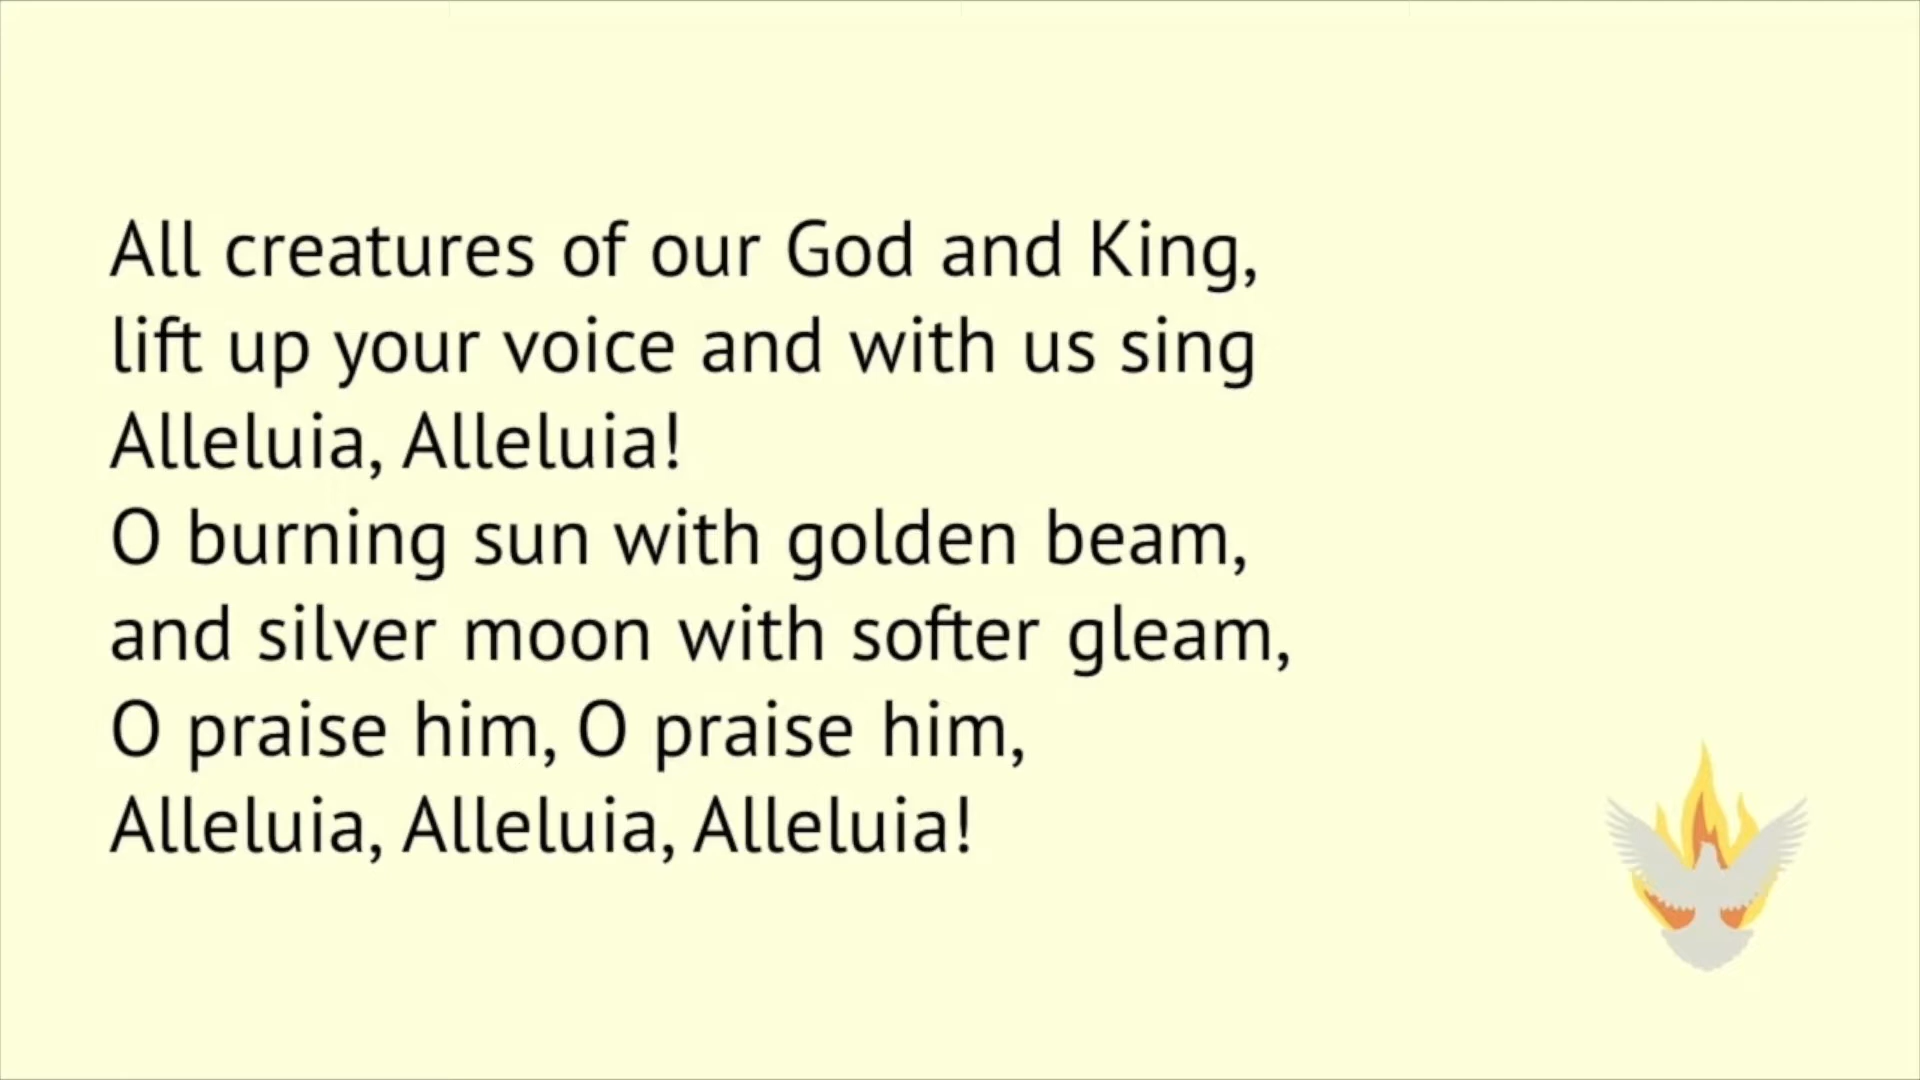 All creatures of our God and King,
lift up your voice and with us sing
Alleluia, Alleluia!
O burning sun with golden beam,
and silver moon with softer gleam,
O praise him, O praise him,
Alleluia, Alleluia, Alleluia!